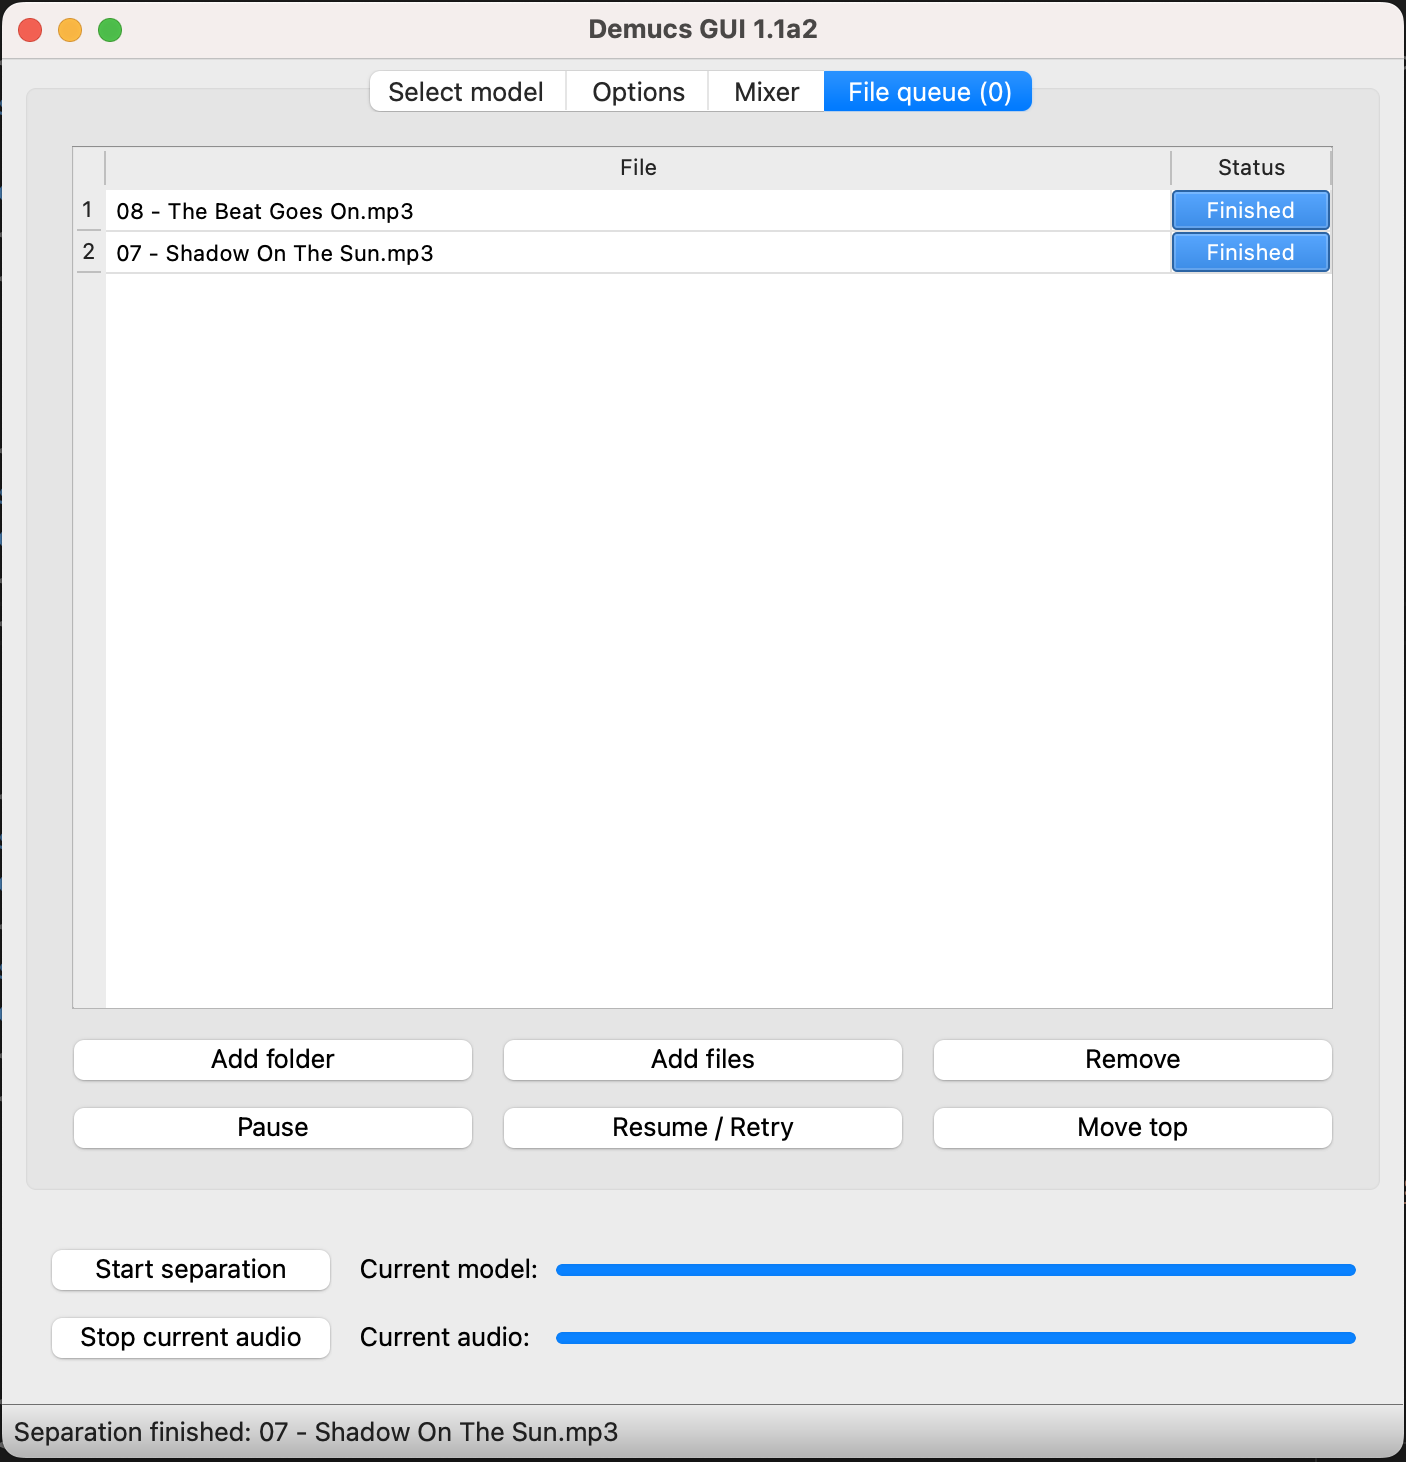 Demucs GUI 1.1a2
Select model Options Mixer File queue (0)
File Status
1 08 - The Beat Goes On.mp3 Finished
2 07 - Shadow On The Sun.mp3 Finished
Add folder Add files Remove
Pause Resume / Retry Move top
Start separation Current model:
Stop current audio Current audio:
Separation finished: 07 - Shadow On The Sun.mp3